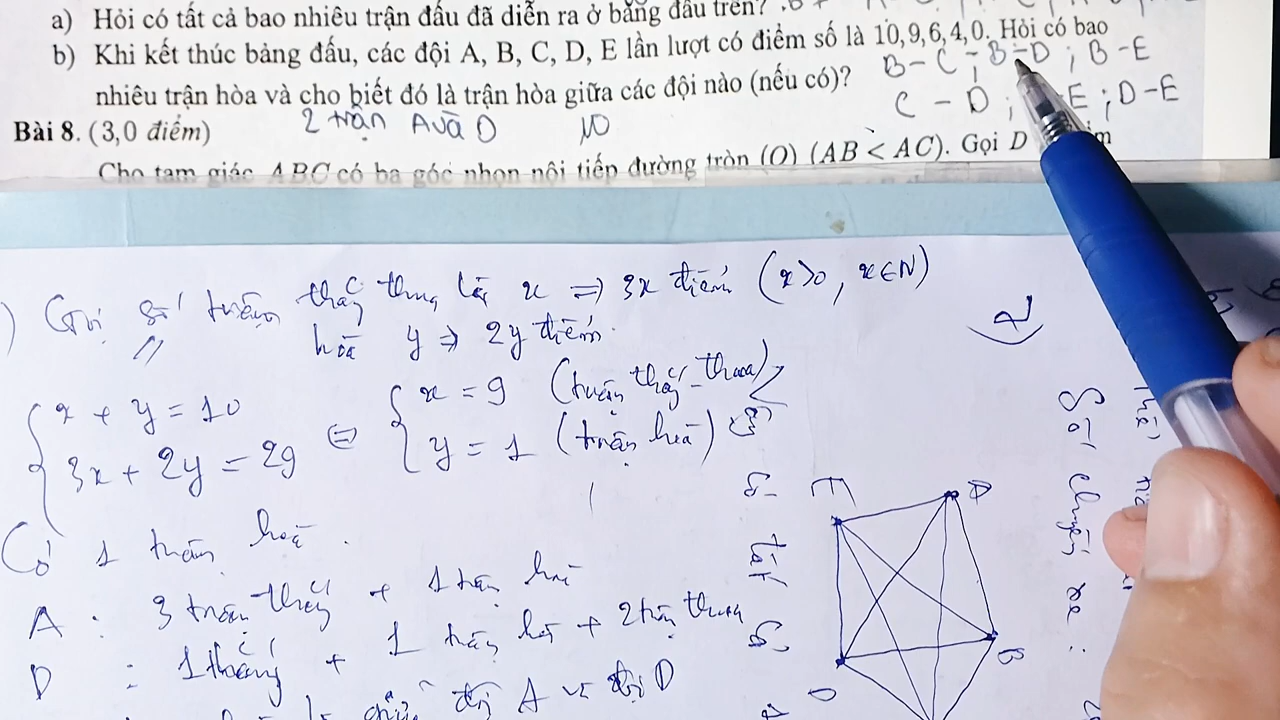 a) Hỏi có tất cả bao nhiêu trận đấu đã diễn ra ở bảng đấu trên?
b) Khi kết thúc bảng đấu, các đội A, B, C, D, E lần lượt có điểm số là 10,9,6,4,0. Hỏi có bao
nhiêu trận hòa và cho biết đó là trận hòa giữa các đội nào (nếu có)?
B - C ; B - D ; B - E
C - D ; E ; D - E
2 trận A và D
10
Bài 8. (3,0 điểm)
Cho tam giác ABC có ba góc nhọn nội tiếp đường tròn (O) (AB < AC). Gọi D
) Gọi số trận thắng thua là x => 3x điểm (x>0, x∈N)
// hòa y => 2y điểm
{ x + y = 10
3x + 2y = 29
<=> { x = 9 (trận thắng-thua)
y = 1 (trận hoà)
Có 1 trận hoà.
A : 3 trận thắng + 1 trận hoà
D : 1 thắng + 1 trận hoà + 2 trận thua
giữa đội A và đội D
E
A
B
D
Số chuyến xe :